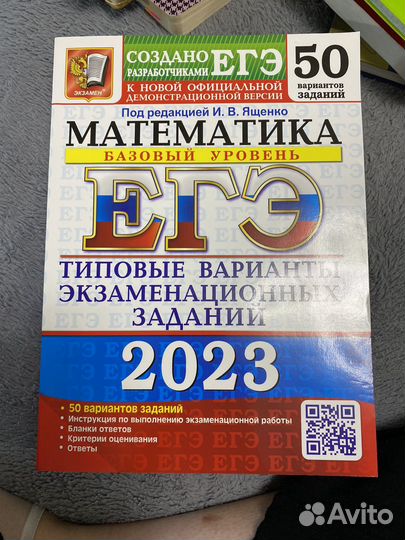 СОЗДАНО
РАЗРАБОТЧИКАМИ ЕГЭ
К НОВОЙ ОФИЦИАЛЬНОЙ
ДЕМОНСТРАЦИОННОЙ ВЕРСИИ
50
вариантов
заданий
ЭКЗАМЕН
Под редакцией И. В. Ященко
МАТЕМАТИКА
БАЗОВЫЙ УРОВЕНЬ
ЕГЭ
ТИПОВЫЕ ВАРИАНТЫ
ЭКЗАМЕНАЦИОННЫХ
ЗАДАНИЙ
2023
• 50 вариантов заданий
• Инструкция по выполнению экзаменационной работы
• Бланки ответов
• Критерии оценивания
• Ответы
Avito